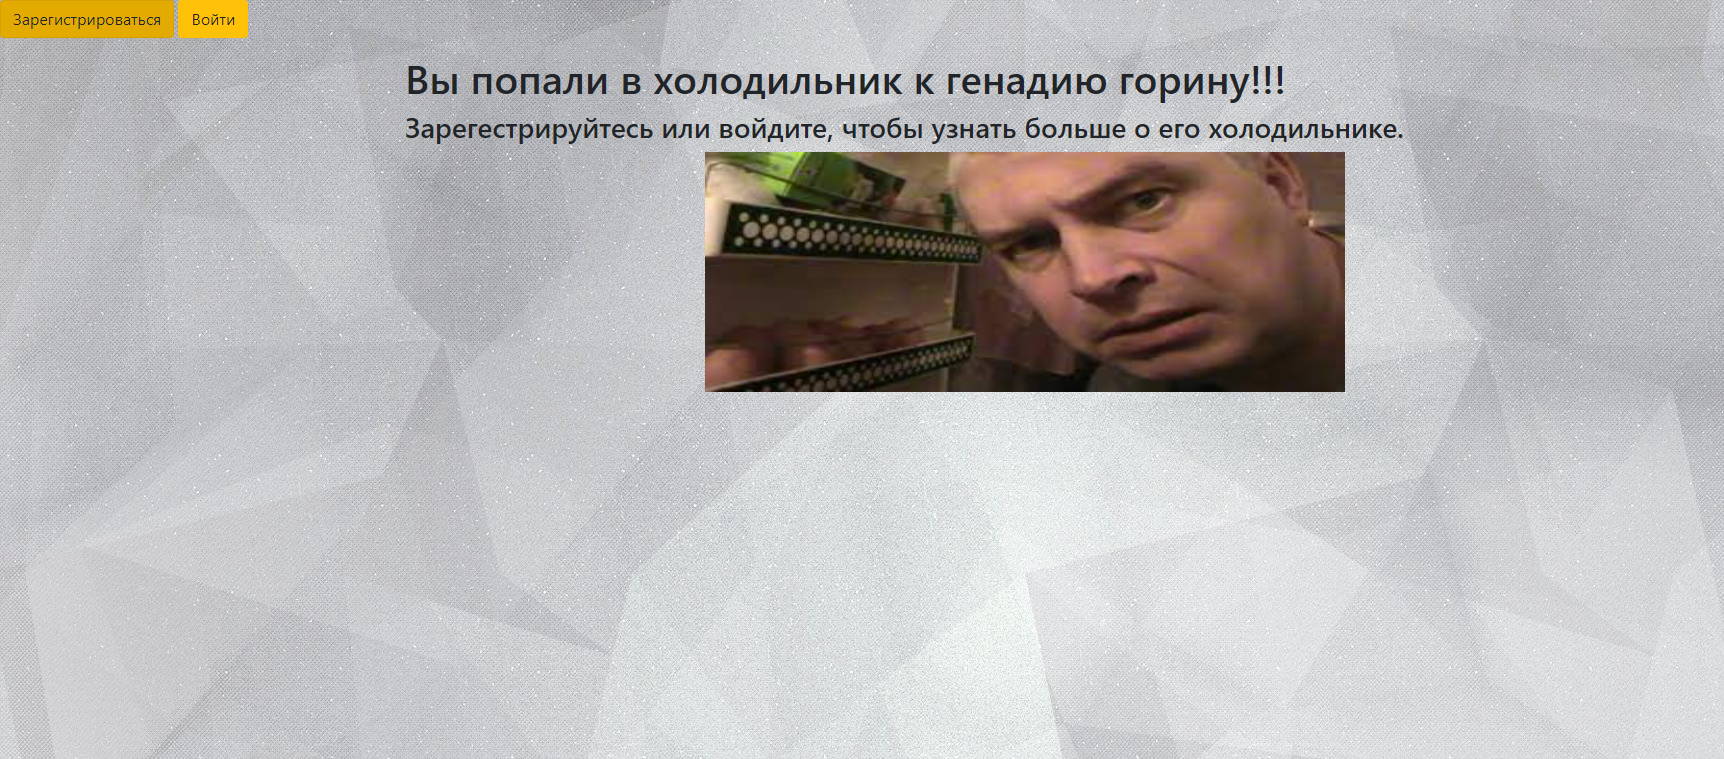 Зарегистрироваться Войти
Вы попали в холодильник к генадию горину!!!
Зарегестрируйтесь или войдите, чтобы узнать больше о его холодильнике.